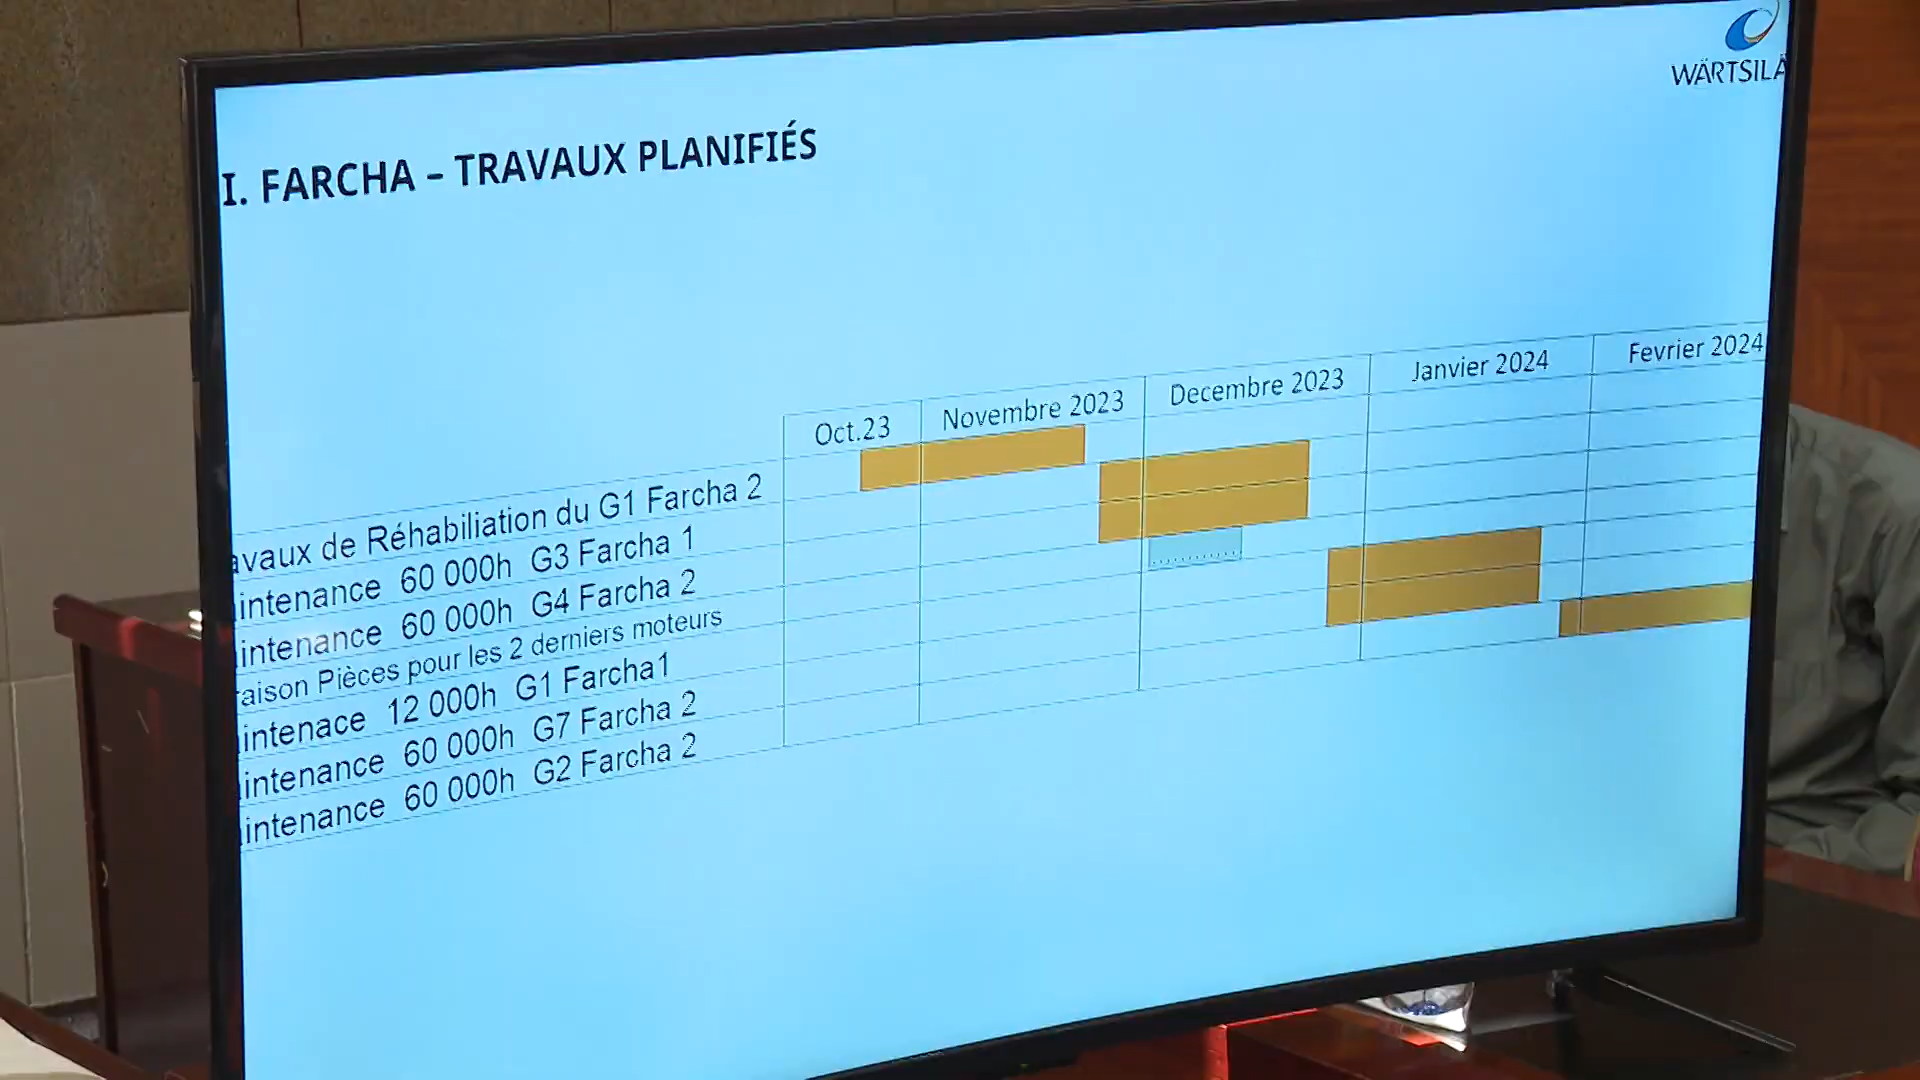 WÄRTSILÄ
I. FARCHA – TRAVAUX PLANIFIÉS
Oct.23 Novembre 2023 Decembre 2023 Janvier 2024 Fevrier 2024
avaux de Réhabiliation du G1 Farcha 2
intenance 60 000h G3 Farcha 1
intenance 60 000h G4 Farcha 2
raison Pièces pour les 2 derniers moteurs
intenace 12 000h G1 Farcha1
intenance 60 000h G7 Farcha 2
intenance 60 000h G2 Farcha 2